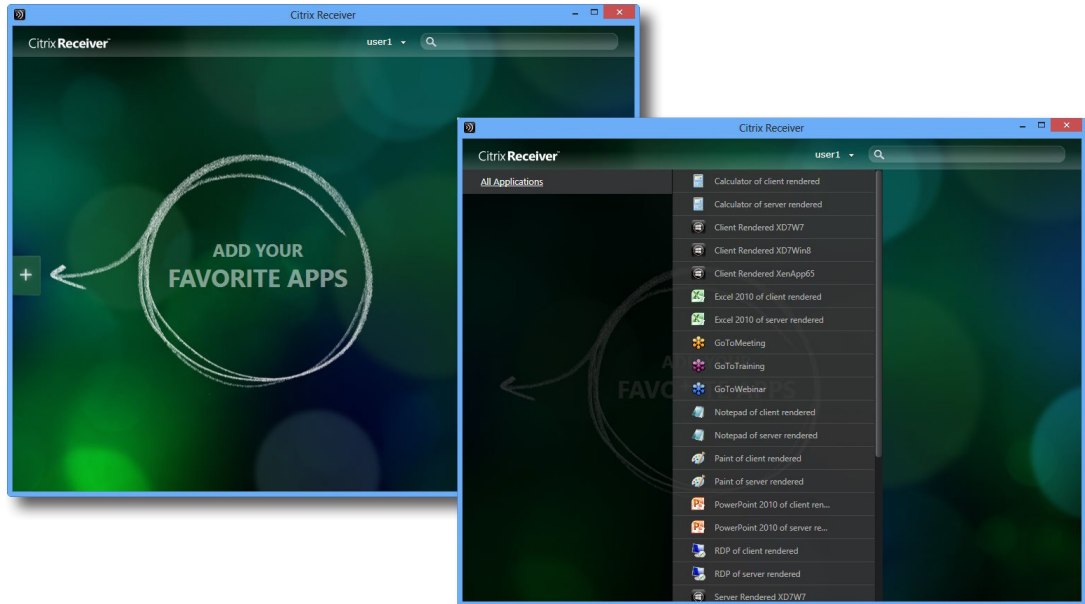 Citrix Receiver
Citrix Receiver™
user1
ADD YOUR
FAVORITE APPS
Citrix Receiver
Citrix Receiver™
user1
All Applications
Calculator of client rendered
Calculator of server rendered
Client Rendered XD7W7
Client Rendered XD7Win8
Client Rendered XenApp65
Excel 2010 of client rendered
Excel 2010 of server rendered
GoToMeeting
GoToTraining
GoToWebinar
Notepad of client rendered
Notepad of server rendered
Paint of client rendered
Paint of server rendered
PowerPoint 2010 of client ren...
PowerPoint 2010 of server re...
RDP of client rendered
RDP of server rendered
Server Rendered XD7W7